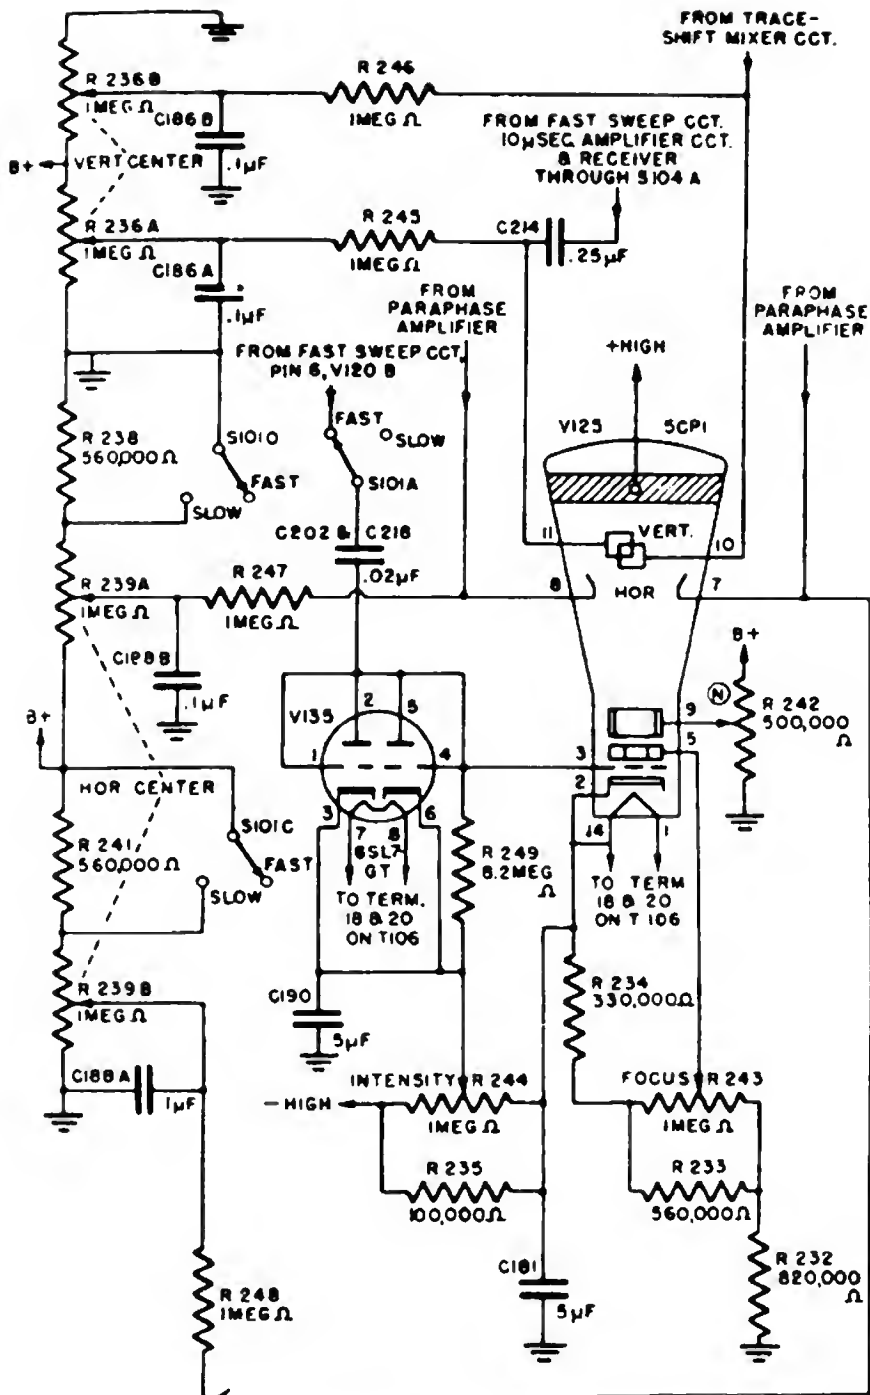 FROM TRACE-
SHIFT MIXER CCT.
R 236B
1MEG Ω
C186B
.1µF
R 246
1MEG Ω
FROM FAST SWEEP CCT.
10µSEC. AMPLIFIER CCT.
& RECEIVER
THROUGH S104A
B+
VERT CENTER
R 236A
1MEG Ω
C186A
.1µF
R 245
1MEG Ω
C214
.25µF
FROM
PARAPHASE
AMPLIFIER
FROM
PARAPHASE
AMPLIFIER
FROM FAST SWEEP CCT,
PIN 6, V120 B
+HIGH
R 238
560,000Ω
S101D
FAST
SLOW
FAST
SLOW
S101A
V125
5CP1
C202 & C218
.02µF
11
VERT.
10
R 239A
1MEG Ω
R 247
1MEG Ω
8
HOR
7
C188B
.1µF
B+
N
R 242
500,000
Ω
V135
2
5
1
4
9
5
3
2
B+
HOR CENTER
3
7
8
6
6SL7
GT
14
1
S101C
FAST
SLOW
R 241
560,000Ω
TO TERM.
18 & 20
ON T106
R 249
8.2MEG
Ω
TO TERM
18 & 20
ON T 106
R 239B
1MEG Ω
C190
5µF
R 234
330,000Ω
C188A
1µF
INTENSITY R 244
-HIGH
1MEG Ω
FOCUS R 243
1MEG Ω
R 235
100,000Ω
R 233
560,000Ω
C181
5µF
R 232
820,000
Ω
R 248
1MEG Ω